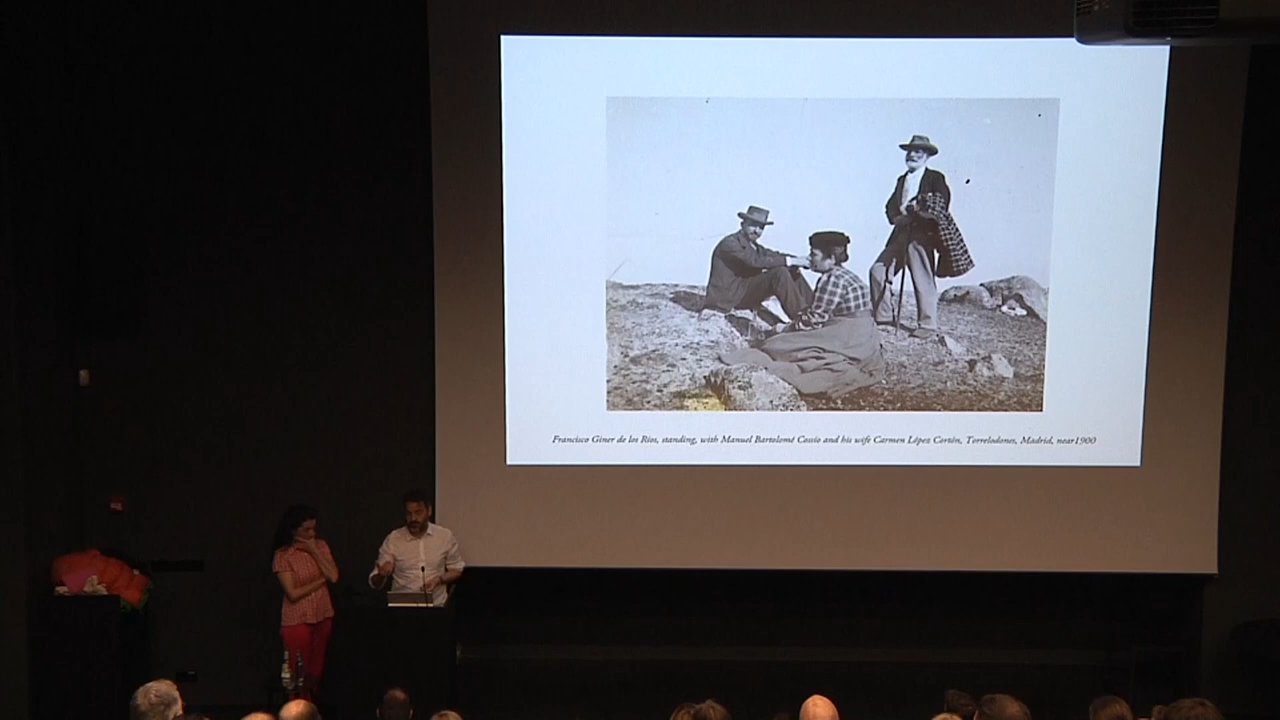 Francisco Giner de los Ríos, standing, with Manuel Bartolomé Cossío and his wife Carmen López Cortón, Torrelodones, Madrid, near1900